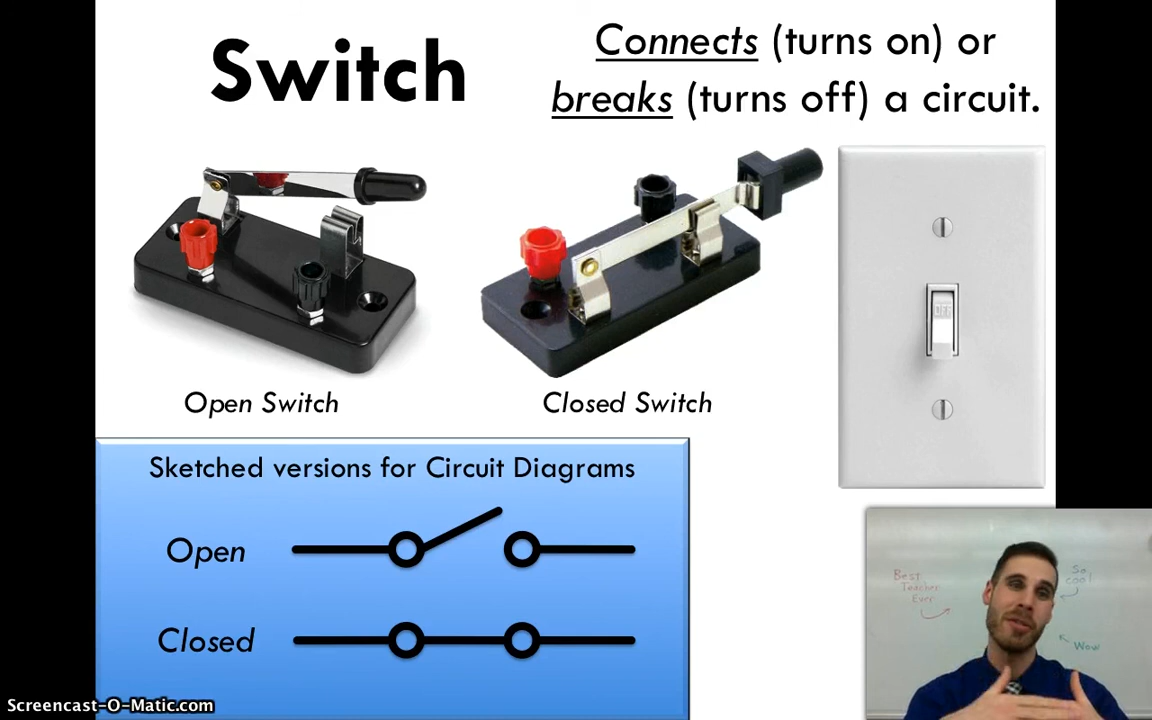 Switch
Connects (turns on) or
breaks (turns off) a circuit.
OFF
Open Switch
Closed Switch
Sketched versions for Circuit Diagrams
Open
Closed
Best
Teacher
Ever
So
cool!
Wow
Screencast-O-Matic.com